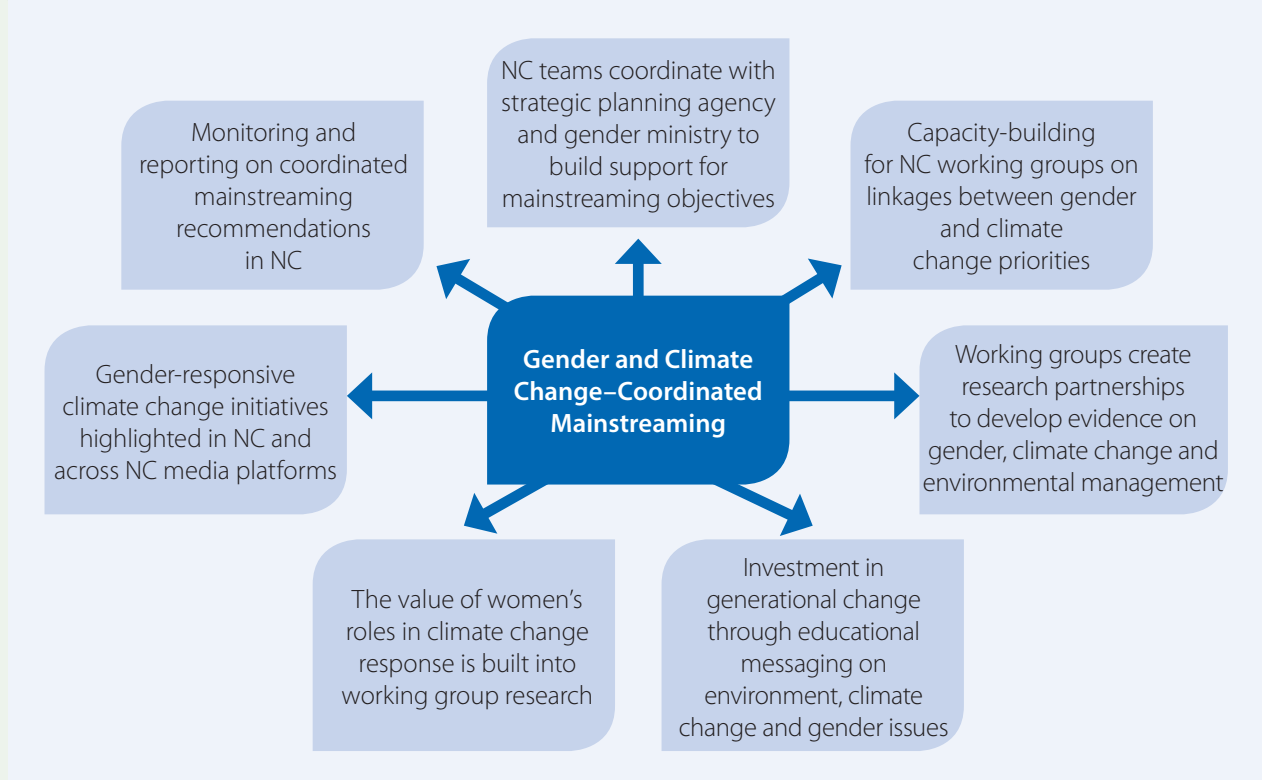 NC teams coordinate with
strategic planning agency
and gender ministry to
build support for
mainstreaming objectives
Monitoring and
reporting on coordinated
mainstreaming
recommendations
in NC
Capacity-building
for NC working groups on
linkages between gender
and climate
change priorities
Gender and Climate
Change–Coordinated
Mainstreaming
Gender-responsive
climate change initiatives
highlighted in NC and
across NC media platforms
Working groups create
research partnerships
to develop evidence on
gender, climate change and
environmental management
The value of women’s
roles in climate change
response is built into
working group research
Investment in
generational change
through educational
messaging on
environment, climate
change and gender issues